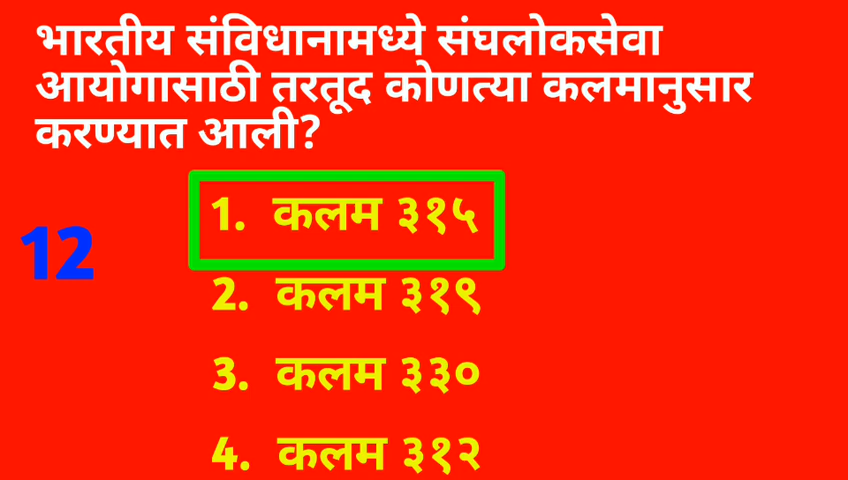 भारतीय संविधानामध्ये संघलोकसेवा
आयोगासाठी तरतूद कोणत्या कलमानुसार
करण्यात आली?
12
1. कलम ३१५
2. कलम ३१९
3. कलम ३३०
4. कलम ३१२